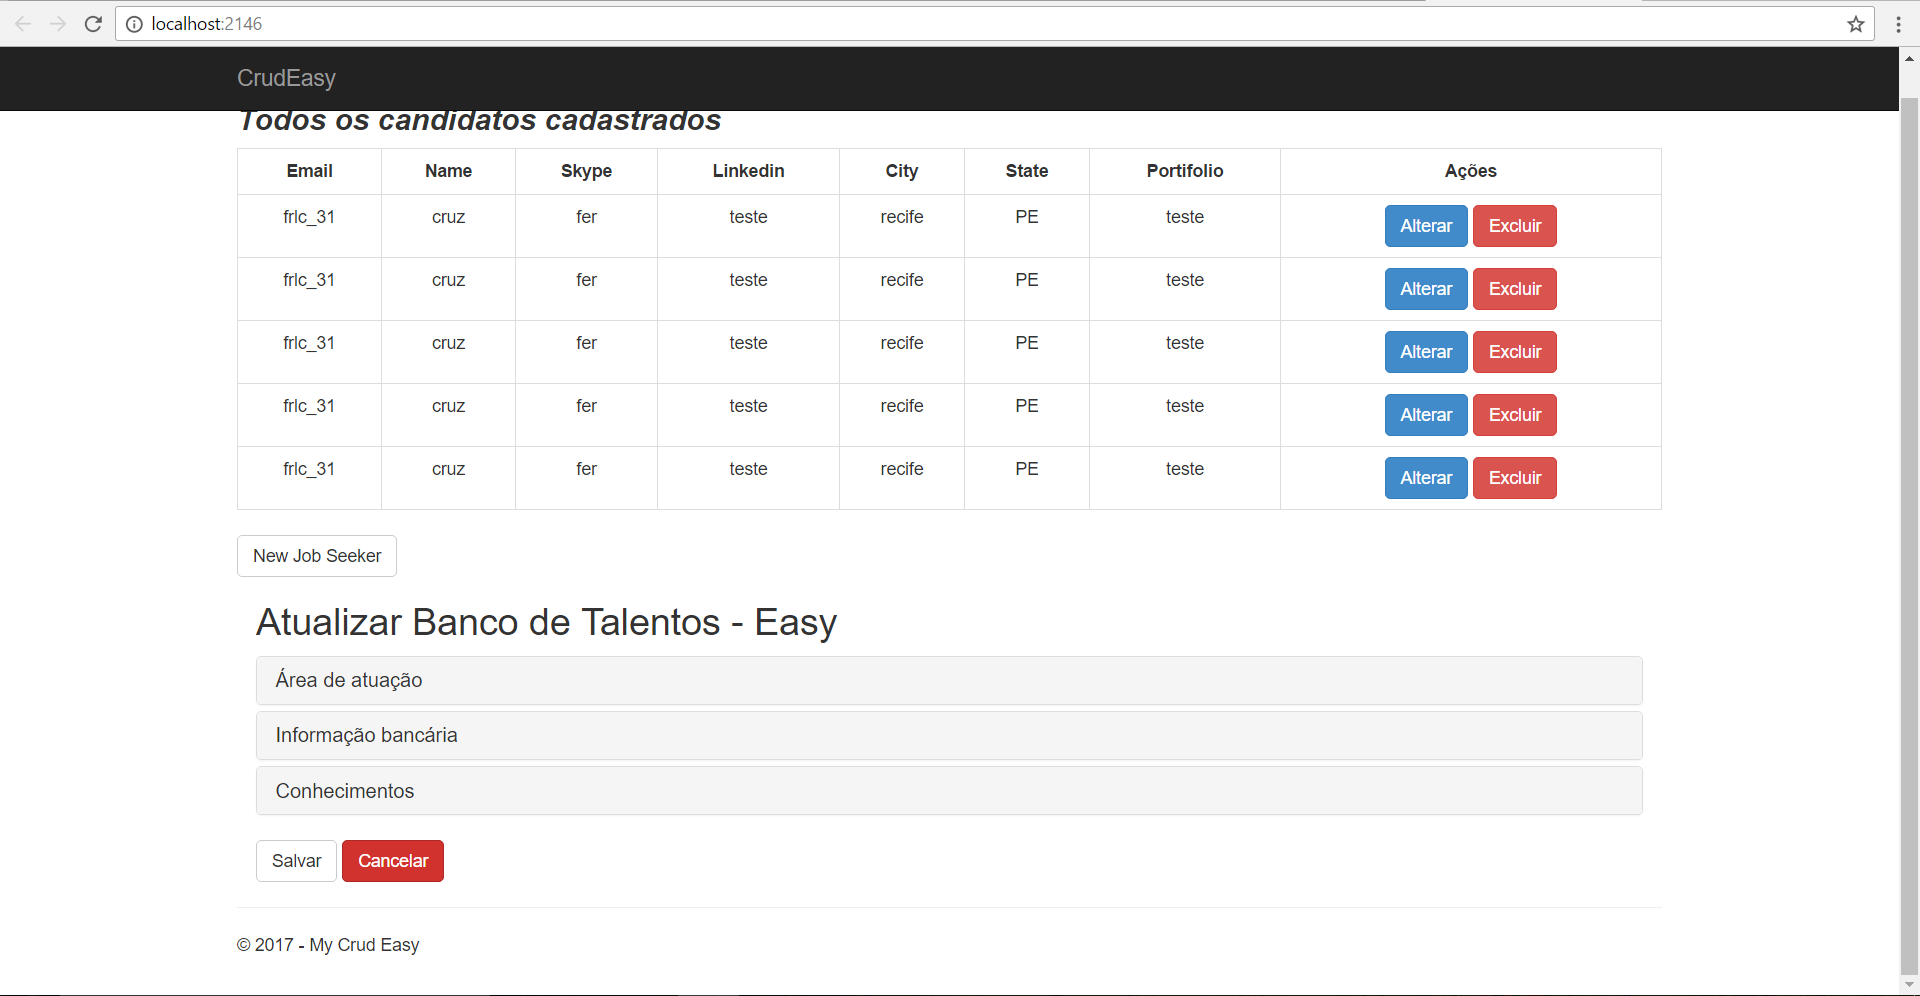 localhost:2146
CrudEasy
Todos os candidatos cadastrados
Email Name Skype Linkedin City State Portifolio Ações
frlc_31 cruz fer teste recife PE teste Alterar Excluir
frlc_31 cruz fer teste recife PE teste Alterar Excluir
frlc_31 cruz fer teste recife PE teste Alterar Excluir
frlc_31 cruz fer teste recife PE teste Alterar Excluir
frlc_31 cruz fer teste recife PE teste Alterar Excluir
New Job Seeker
Atualizar Banco de Talentos - Easy
Área de atuação
Informação bancária
Conhecimentos
Salvar Cancelar
© 2017 - My Crud Easy